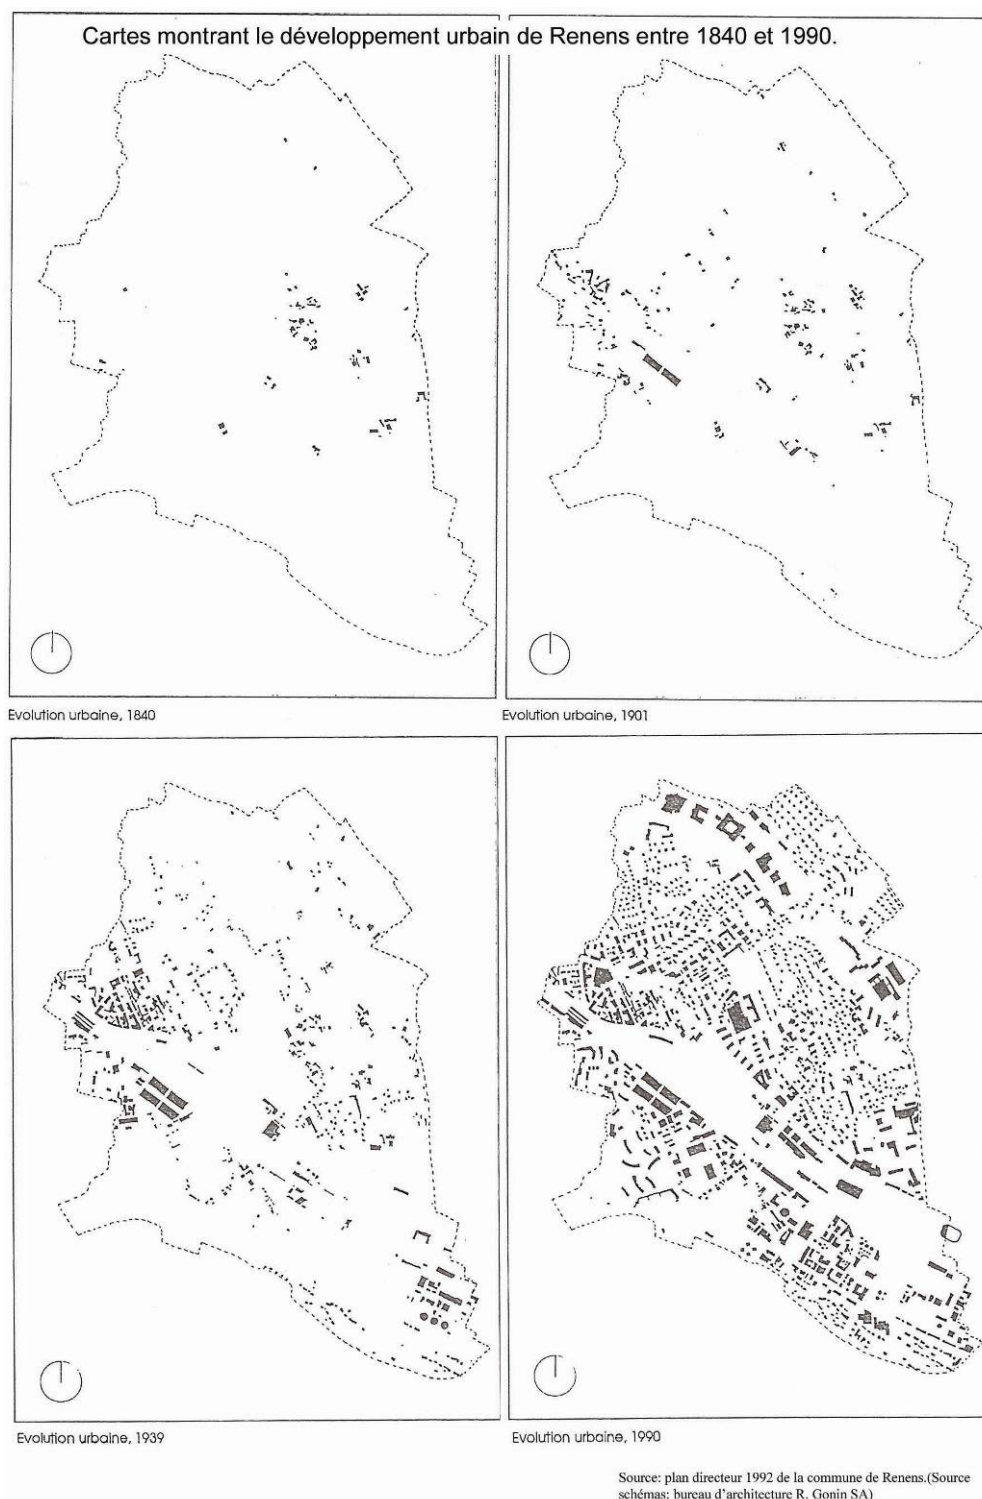 Cartes montrant le développement urbain de Renens entre 1840 et 1990.
Evolution urbaine, 1840
Evolution urbaine, 1901
Evolution urbaine, 1939
Evolution urbaine, 1990
Source: plan directeur 1992 de la commune de Renens.(Source
schémas: bureau d'architecture R. Gonin SA)